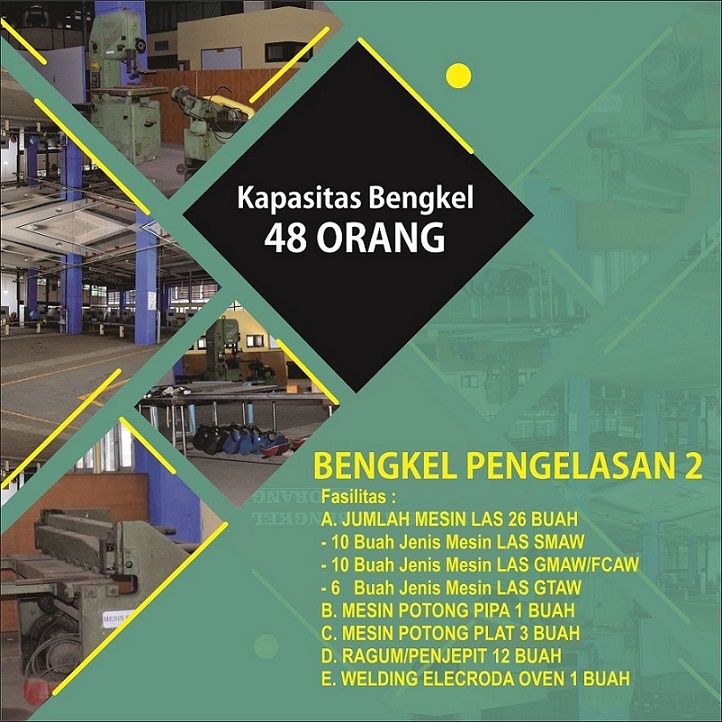 Kapasitas Bengkel
48 ORANG
BENGKEL PENGELASAN 2
Fasilitas :
A. JUMLAH MESIN LAS 26 BUAH
- 10 Buah Jenis Mesin LAS SMAW
- 10 Buah Jenis Mesin LAS GMAW/FCAW
- 6 Buah Jenis Mesin LAS GTAW
B. MESIN POTONG PIPA 1 BUAH
C. MESIN POTONG PLAT 3 BUAH
D. RAGUM/PENJEPIT 12 BUAH
E. WELDING ELECRODA OVEN 1 BUAH
MESIN